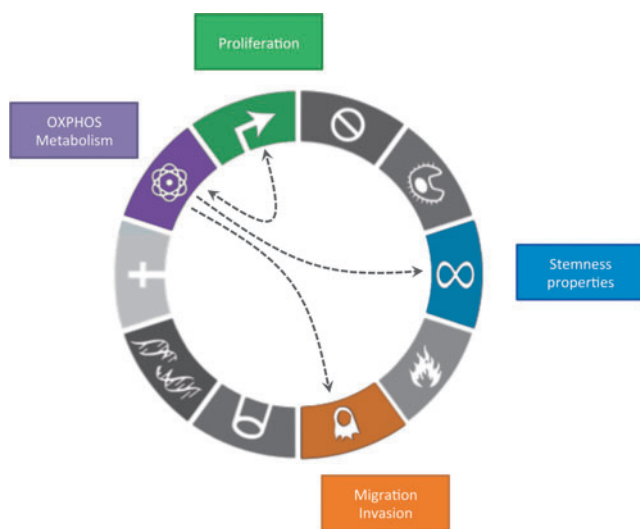 Proliferation
OXPHOS
Metabolism
Stemness
properties
Migration
Invasion